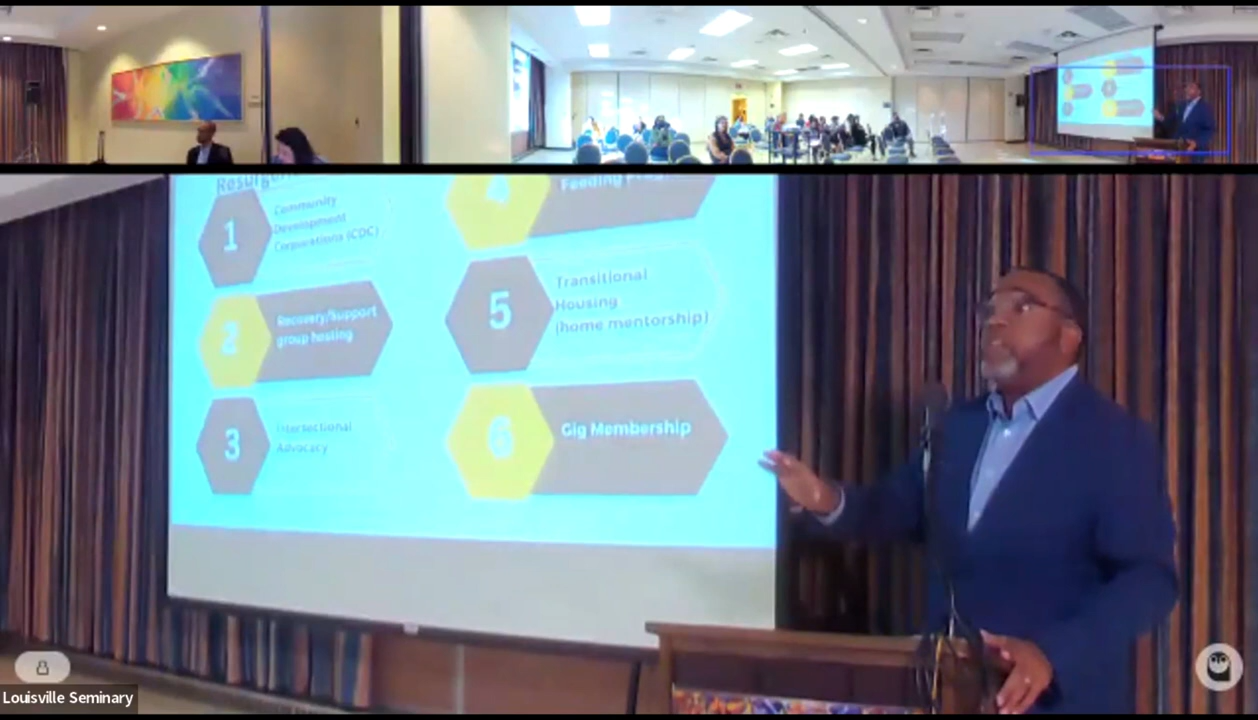 1
Community
Development
Corporations (CDC)
2
Recovery/Support
group hosting
3
Intersectional
Advocacy
4
Feeding
5
Transitional
Housing
(home mentorship)
6
Gig Membership
Louisville Seminary